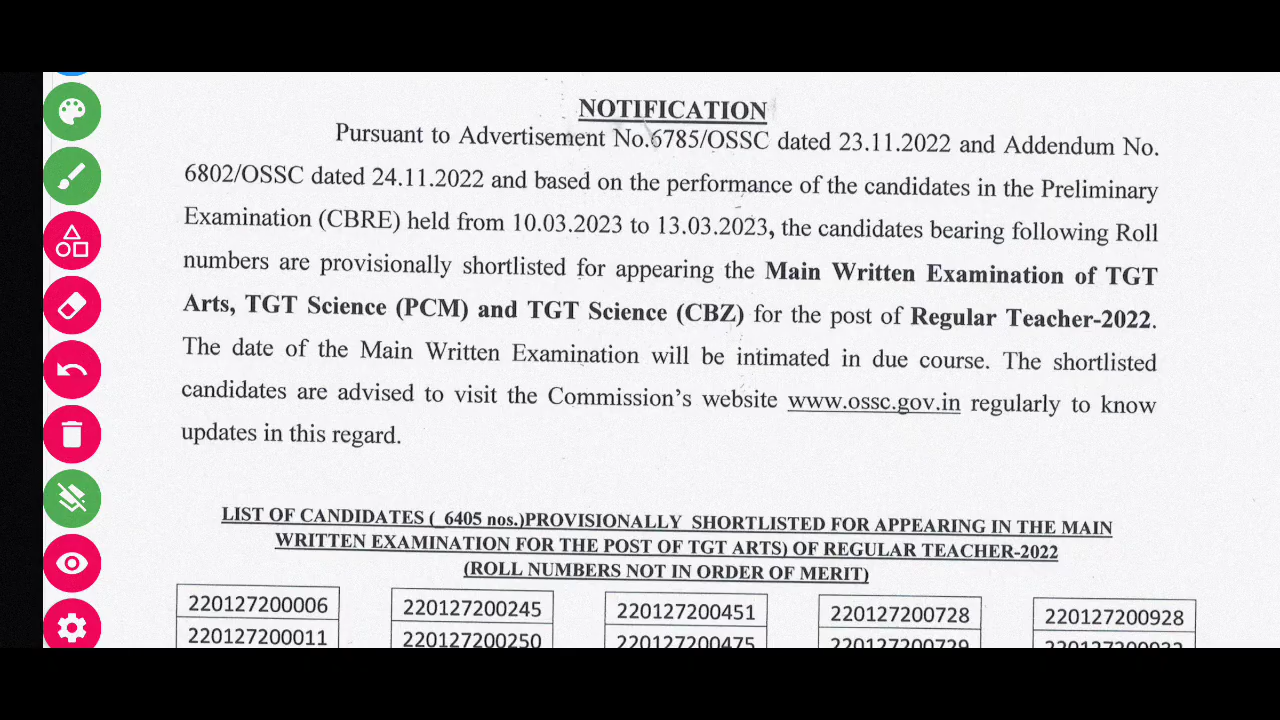 NOTIFICATION
Pursuant to Advertisement No.6785/OSSC dated 23.11.2022 and Addendum No.
6802/OSSC dated 24.11.2022 and based on the performance of the candidates in the Preliminary
Examination (CBRE) held from 10.03.2023 to 13.03.2023, the candidates bearing following Roll
numbers are provisionally shortlisted for appearing the Main Written Examination of TGT
Arts, TGT Science (PCM) and TGT Science (CBZ) for the post of Regular Teacher-2022.
The date of the Main Written Examination will be intimated in due course. The shortlisted
candidates are advised to visit the Commission's website www.ossc.gov.in regularly to know
updates in this regard.
LIST OF CANDIDATES ( 6405 nos.)PROVISIONALLY SHORTLISTED FOR APPEARING IN THE MAIN
WRITTEN EXAMINATION FOR THE POST OF TGT ARTS) OF REGULAR TEACHER-2022
(ROLL NUMBERS NOT IN ORDER OF MERIT)
220127200006 220127200245 220127200451 220127200728 220127200928
220127200011 220127200250 220127200475 220127200729